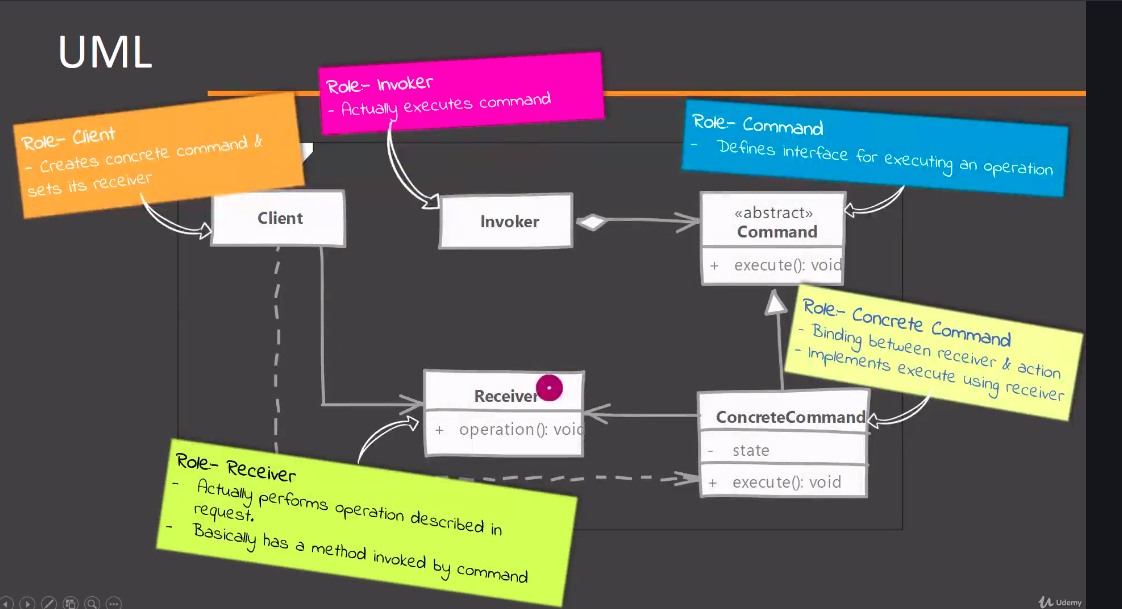 UML
Role- Client
- Creates concrete command &
sets its receiver
Role- Invoker
- Actually executes command
Role- Command
- Defines interface for executing an operation
Client
Invoker
«abstract»
Command
+ execute(): void
Role- Concrete Command
- Binding between receiver & action
- Implements execute using receiver
Receiver
+ operation(): void
ConcreteCommand
- state
+ execute(): void
Role- Receiver
- Actually performs operation described in
request.
- Basically has a method invoked by command
Udemy